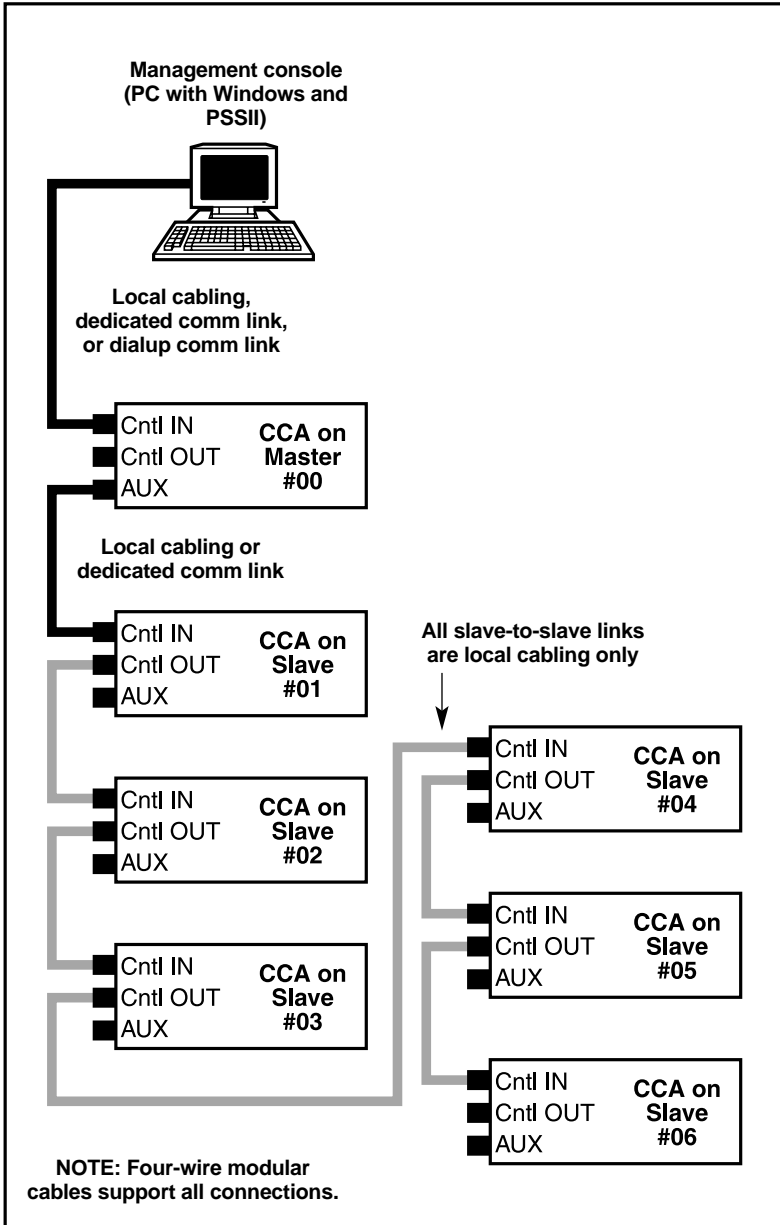 Management console
(PC with Windows and
PSSII)
Local cabling,
dedicated comm link,
or dialup comm link
Cntl IN
Cntl OUT
AUX
CCA on
Master
#00
Local cabling or
dedicated comm link
Cntl IN
Cntl OUT
AUX
CCA on
Slave
#01
Cntl IN
Cntl OUT
AUX
CCA on
Slave
#02
Cntl IN
Cntl OUT
AUX
CCA on
Slave
#03
All slave-to-slave links
are local cabling only
Cntl IN
Cntl OUT
AUX
CCA on
Slave
#04
Cntl IN
Cntl OUT
AUX
CCA on
Slave
#05
Cntl IN
Cntl OUT
AUX
CCA on
Slave
#06
NOTE: Four-wire modular
cables support all connections.